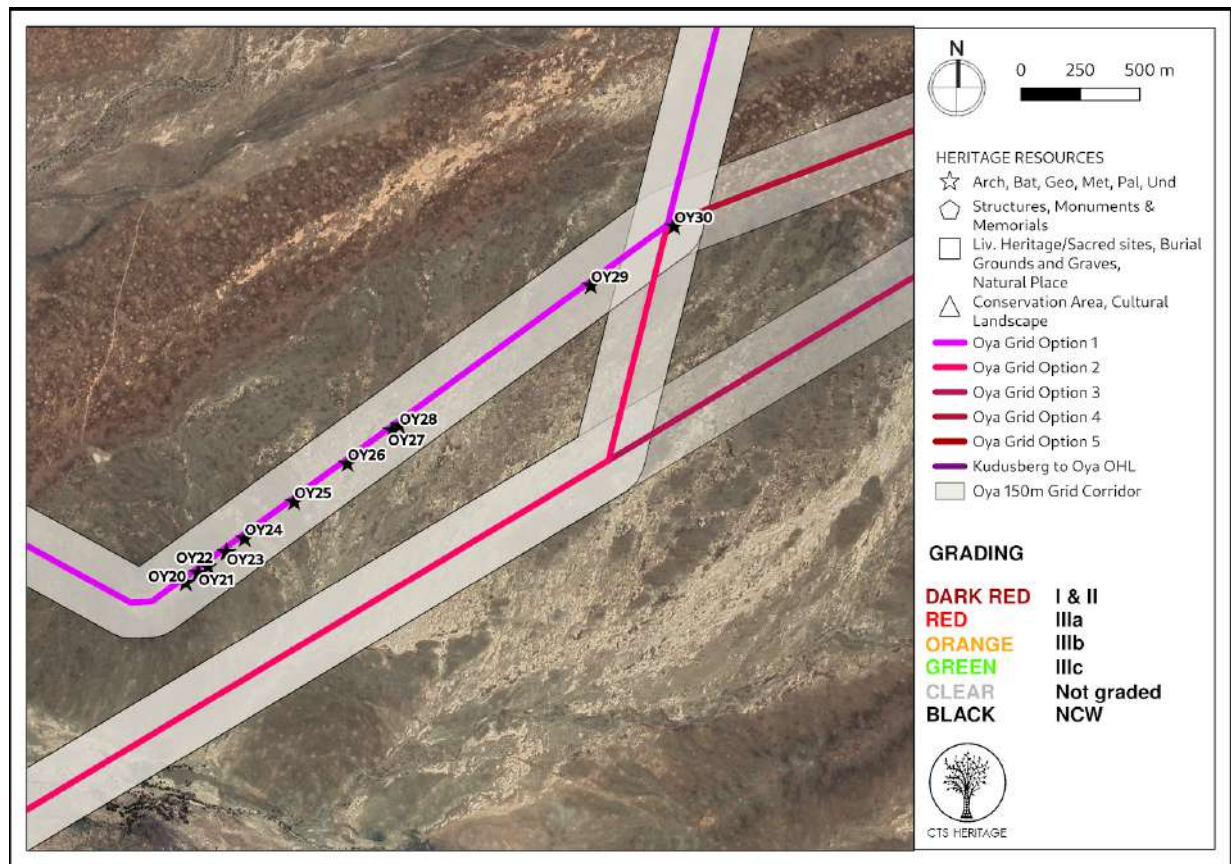 OY30
OY29
OY28
OY27
OY26
OY25
OY24
OY23
OY22
OY20
OY21
N
0 250 500 m
HERITAGE RESOURCES
Arch, Bat, Geo, Met, Pal, Und
Structures, Monuments &
Memorials
Liv. Heritage/Sacred sites, Burial
Grounds and Graves,
Natural Place
Conservation Area, Cultural
Landscape
Oya Grid Option 1
Oya Grid Option 2
Oya Grid Option 3
Oya Grid Option 4
Oya Grid Option 5
Kudusberg to Oya OHL
Oya 150m Grid Corridor
GRADING
DARK RED I & II
RED IIIa
ORANGE IIIb
GREEN IIIc
CLEAR Not graded
BLACK NCW
CTS HERITAGE